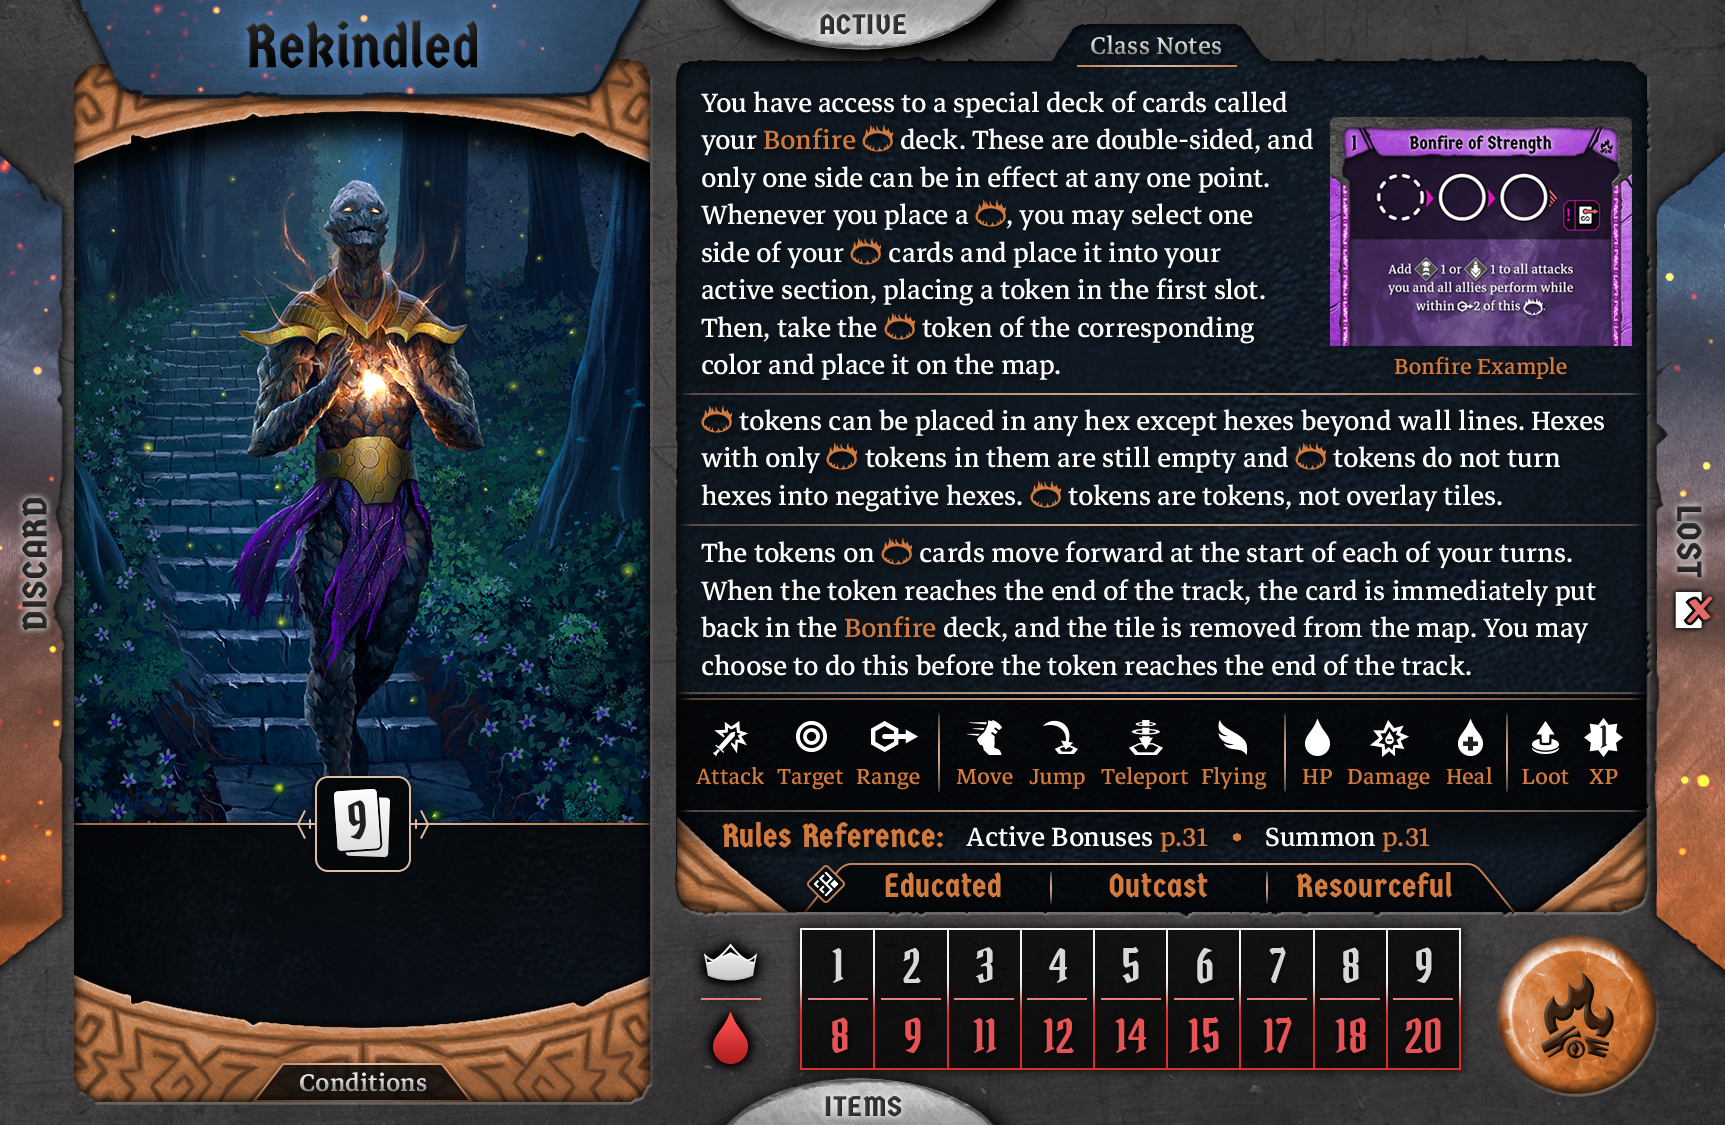 Rekindled
ACTIVE
Class Notes
You have access to a special deck of cards called
your Bonfire deck. These are double-sided, and
only one side can be in effect at any one point.
Whenever you place a , you may select one
side of your cards and place it into your
active section, placing a token in the first slot.
Then, take the token of the corresponding
color and place it on the map.
1 Bonfire of Strength
Add 1 or 1 to all attacks
you and all allies perform while
within 2 of this .
Bonfire Example
tokens can be placed in any hex except hexes beyond wall lines. Hexes
with only tokens in them are still empty and tokens do not turn
hexes into negative hexes. tokens are tokens, not overlay tiles.
The tokens on cards move forward at the start of each of your turns.
When the token reaches the end of the track, the card is immediately put
back in the Bonfire deck, and the tile is removed from the map. You may
choose to do this before the token reaches the end of the track.
Attack Target Range Move Jump Teleport Flying HP Damage Heal Loot 1 XP
Rules Reference: Active Bonuses p.31 • Summon p.31
Educated Outcast Resourceful
1 2 3 4 5 6 7 8 9
8 9 11 12 14 15 17 18 20
9
Conditions
ITEMS
DISCARD
LOST